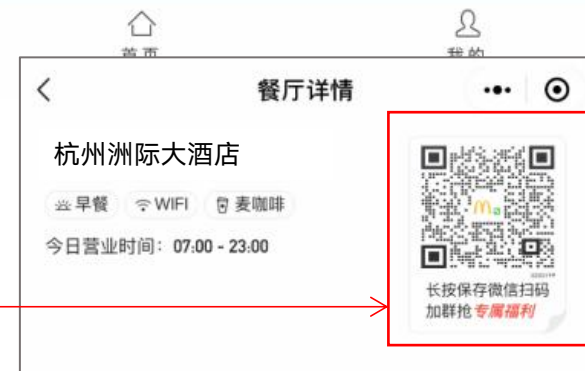 首页
我的
餐厅详情
杭州洲际大酒店
早餐 WIFI 麦咖啡
今日营业时间：07:00 - 23:00
长按保存微信扫码
加群抢专属福利